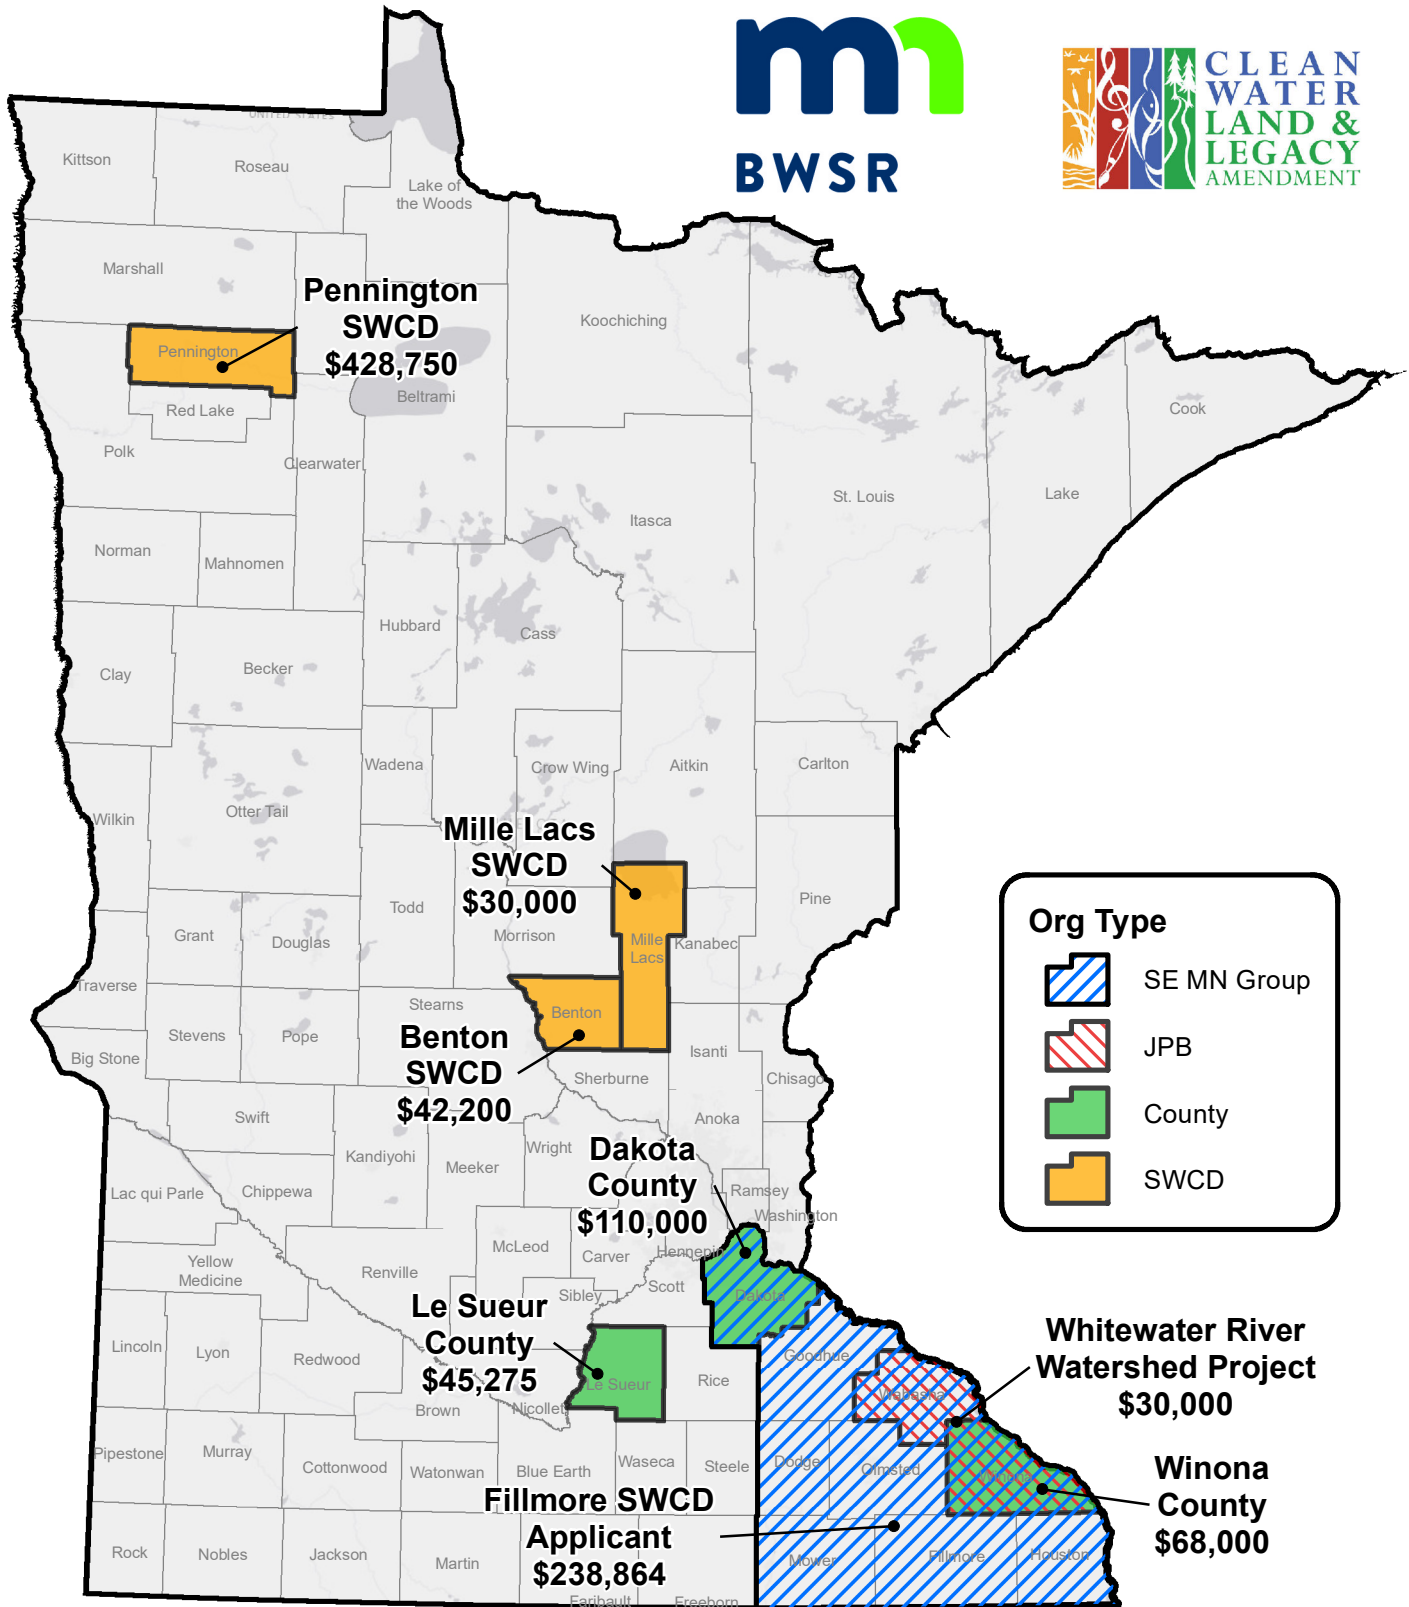 mn
BWSR
CLEAN
WATER
LAND &
LEGACY
AMENDMENT
UNITED STATES
Kittson
Roseau
Lake of
the Woods
Marshall
Pennington
SWCD
$428,750
Koochiching
Pennington
Beltrami
Red Lake
Cook
Polk
Clearwater
St. Louis
Lake
Itasca
Norman
Mahnomen
Hubbard
Cass
Clay
Becker
Wadena
Crow Wing
Aitkin
Carlton
Otter Tail
Wilkin
Mille Lacs
SWCD
$30,000
Todd
Pine
Grant
Douglas
Morrison
Mille
Lacs
Kanabec
Traverse
Stearns
Benton
Stevens
Pope
Benton
SWCD
$42,200
Big Stone
Isanti
Sherburne
Chisago
Swift
Anoka
Kandiyohi
Meeker
Wright
Dakota
County
$110,000
Lac qui Parle
Chippewa
Ramsey
Washington
McLeod
Carver
Hennepin
Yellow
Medicine
Renville
Scott
Sibley
Dakota
Le Sueur
County
$45,275
Lincoln
Lyon
Redwood
Goodhue
Le Sueur
Rice
Wabasha
Brown
Nicollet
Pipestone
Murray
Cottonwood
Watonwan
Blue Earth
Waseca
Steele
Dodge
Olmsted
Winona
Fillmore SWCD
Applicant
$238,864
Rock
Nobles
Jackson
Martin
Faribault
Freeborn
Mower
Fillmore
Houston
Whitewater River
Watershed Project
$30,000
Winona
County
$68,000
Org Type
SE MN Group
JPB
County
SWCD